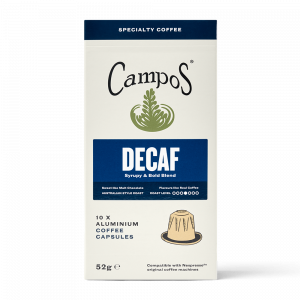 SPECIALTY COFFEE
CAMPOS®
DECAF
Syrupy & Bold Blend
AUSTRALIAN STYLE ROAST
ROAST LEVEL
10 X
ALUMINIUM
COFFEE
CAPSULES
52g e
Compatible with Nespresso™
original coffee machines